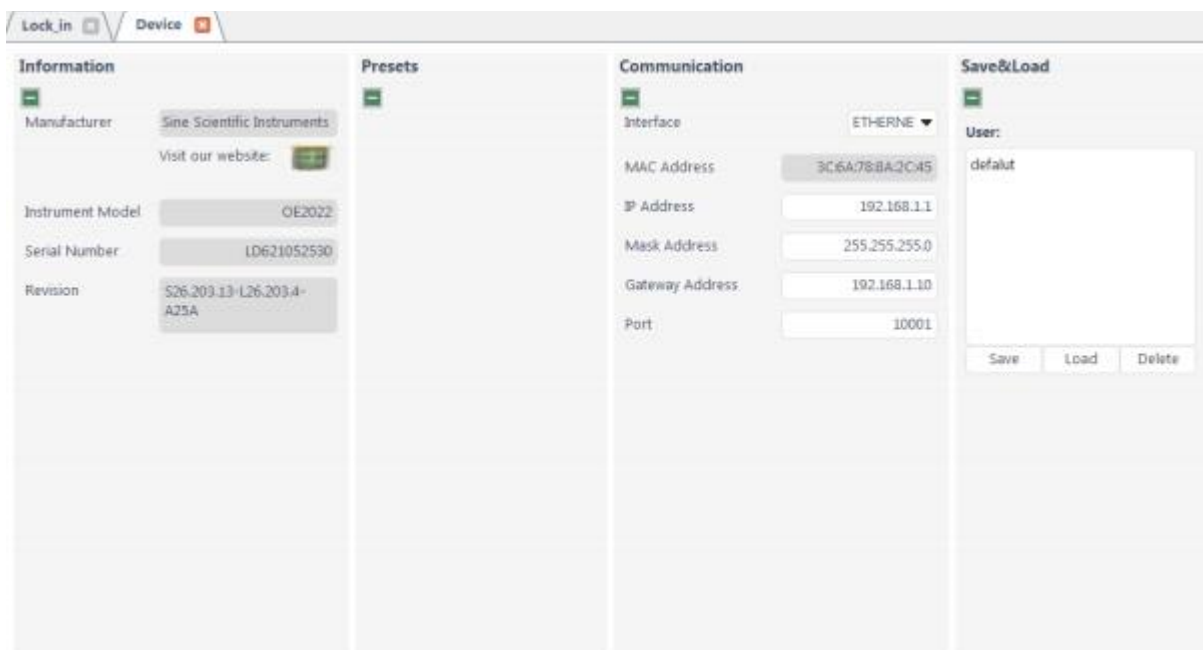 Lock_in
Device
Information
Manufacturer
Sine Scientific Instruments
Visit our website:
Instrument Model
OE2022
Serial Number
LD621052530
Revision
S26.203.13-L26.203.4-
A25A
Presets
Communication
Interface
ETHERNE
MAC Address
3C:6A:78:8A:2C:45
IP Address
192.168.1.1
Mask Address
255.255.255.0
Gateway Address
192.168.1.10
Port
10001
Save&Load
User:
defalut
Save
Load
Delete